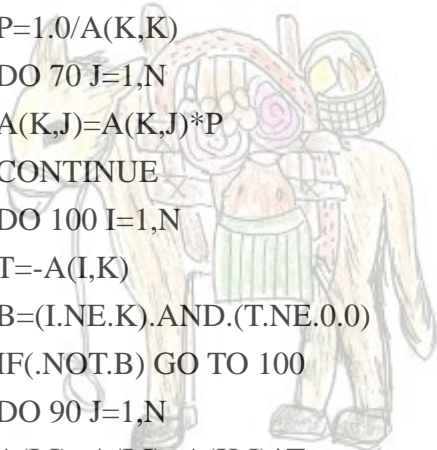 P=1.0/A(K,K)
DO 70 J=1,N
A(K,J)=A(K,J)*P
CONTINUE
DO 100 I=1,N
T=-A(I,K)
B=(I.NE.K).AND.(T.NE.0.0)
IF(.NOT.B) GO TO 100
DO 90 J=1,N